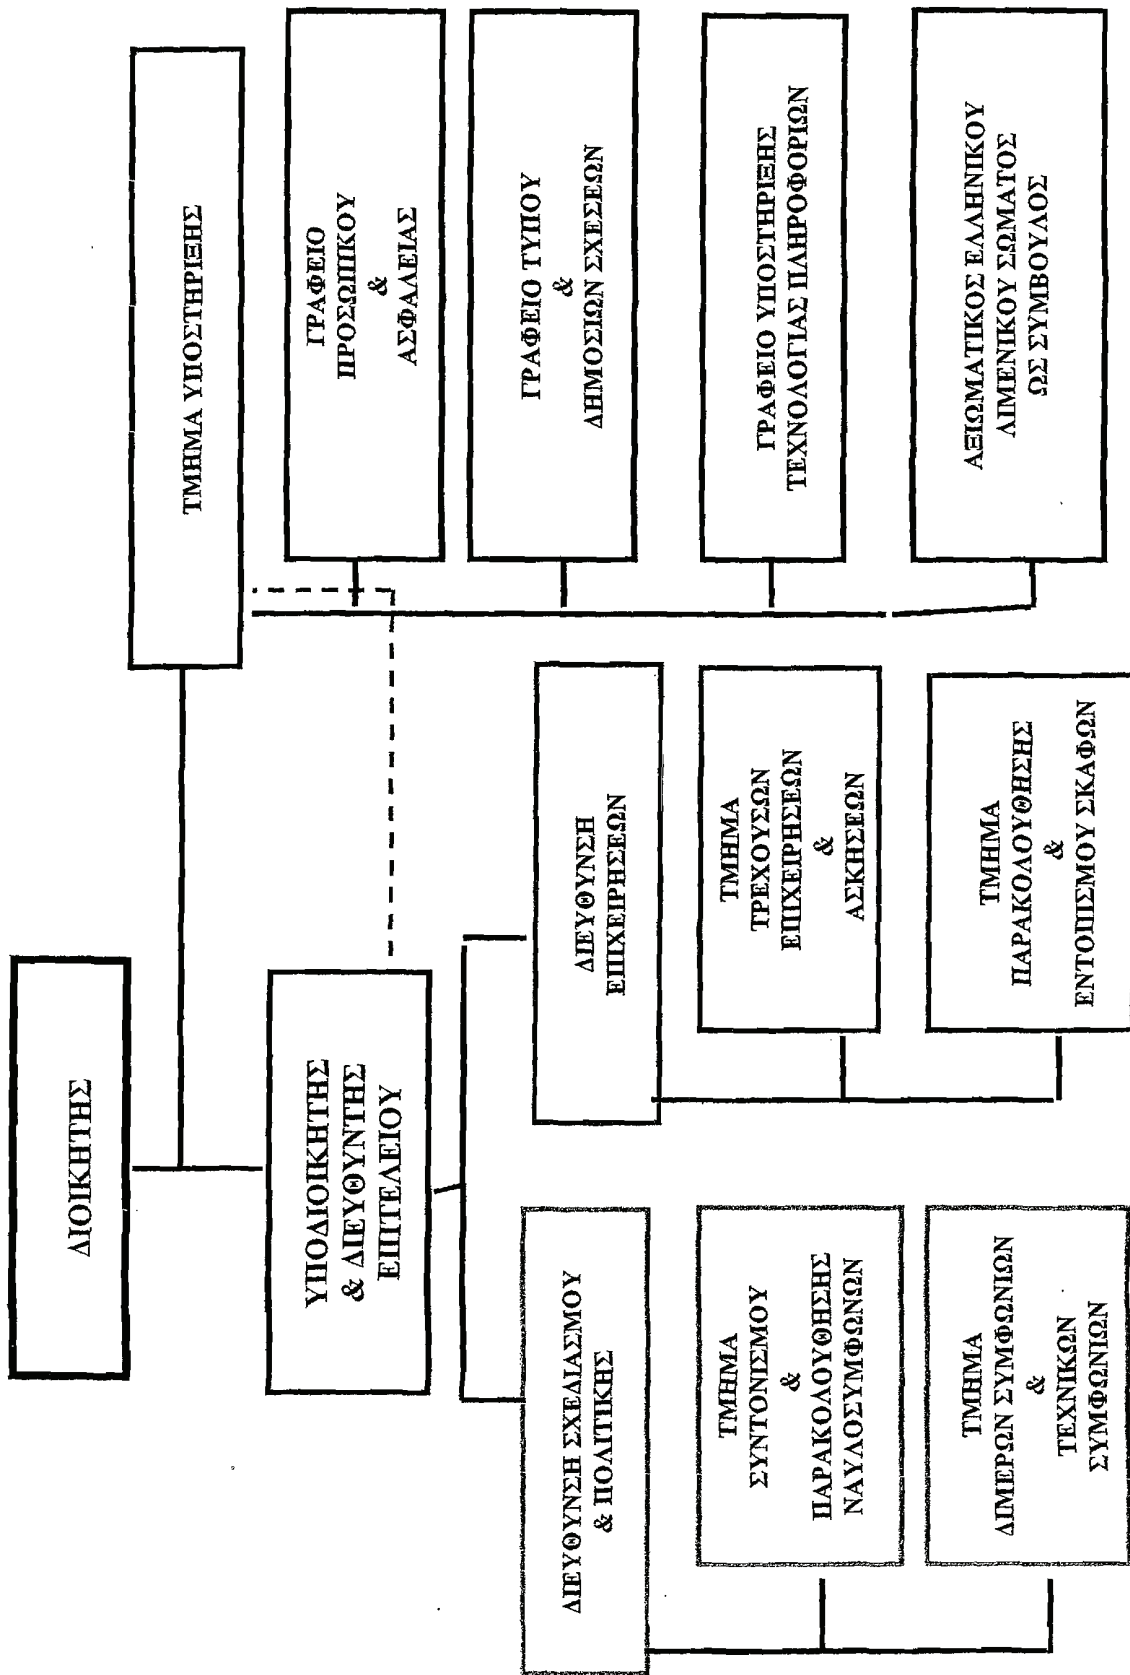 ΔΙΟΙΚΗΤΗΣ
ΤΜΗΜΑ ΥΠΟΣΤΗΡΙΞΗΣ
ΥΠΟΔΙΟΙΚΗΤΗΣ
& ΔΙΕΥΘΥΝΤΗΣ
ΕΠΙΤΕΛΕΙΟΥ
ΓΡΑΦΕΙΟ
ΠΡΟΣΩΠΙΚΟΥ
&
ΑΣΦΑΛΕΙΑΣ
ΓΡΑΦΕΙΟ ΤΥΠΟΥ
&
ΔΗΜΟΣΙΩΝ ΣΧΕΣΕΩΝ
ΓΡΑΦΕΙΟ ΥΠΟΣΤΗΡΙΞΗΣ
ΤΕΧΝΟΛΟΓΙΑΣ ΠΛΗΡΟΦΟΡΙΩΝ
ΑΞΙΩΜΑΤΙΚΟΣ ΕΛΛΗΝΙΚΟΥ
ΛΙΜΕΝΙΚΟΥ ΣΩΜΑΤΟΣ
ΩΣ ΣΥΜΒΟΥΛΟΣ
ΔΙΕΥΘΥΝΣΗ ΣΧΕΔΙΑΣΜΟΥ
& ΠΟΛΙΤΙΚΗΣ
ΔΙΕΥΘΥΝΣΗ
ΕΠΙΧΕΙΡΗΣΕΩΝ
ΤΜΗΜΑ
ΣΥΝΤΟΝΙΣΜΟΥ
&
ΠΑΡΑΚΟΛΟΥΘΗΣΗΣ
ΝΑΥΛΟΣΥΜΦΩΝΩΝ
ΤΜΗΜΑ
ΤΡΕΧΟΥΣΩΝ
ΕΠΙΧΕΙΡΗΣΕΩΝ
&
ΑΣΚΗΣΕΩΝ
ΤΜΗΜΑ
ΔΙΜΕΡΩΝ ΣΥΜΦΩΝΙΩΝ
&
ΤΕΧΝΙΚΩΝ
ΣΥΜΦΩΝΙΩΝ
ΤΜΗΜΑ
ΠΑΡΑΚΟΛΟΥΘΗΣΗΣ
&
ΕΝΤΟΠΙΣΜΟΥ ΣΚΑΦΩΝ